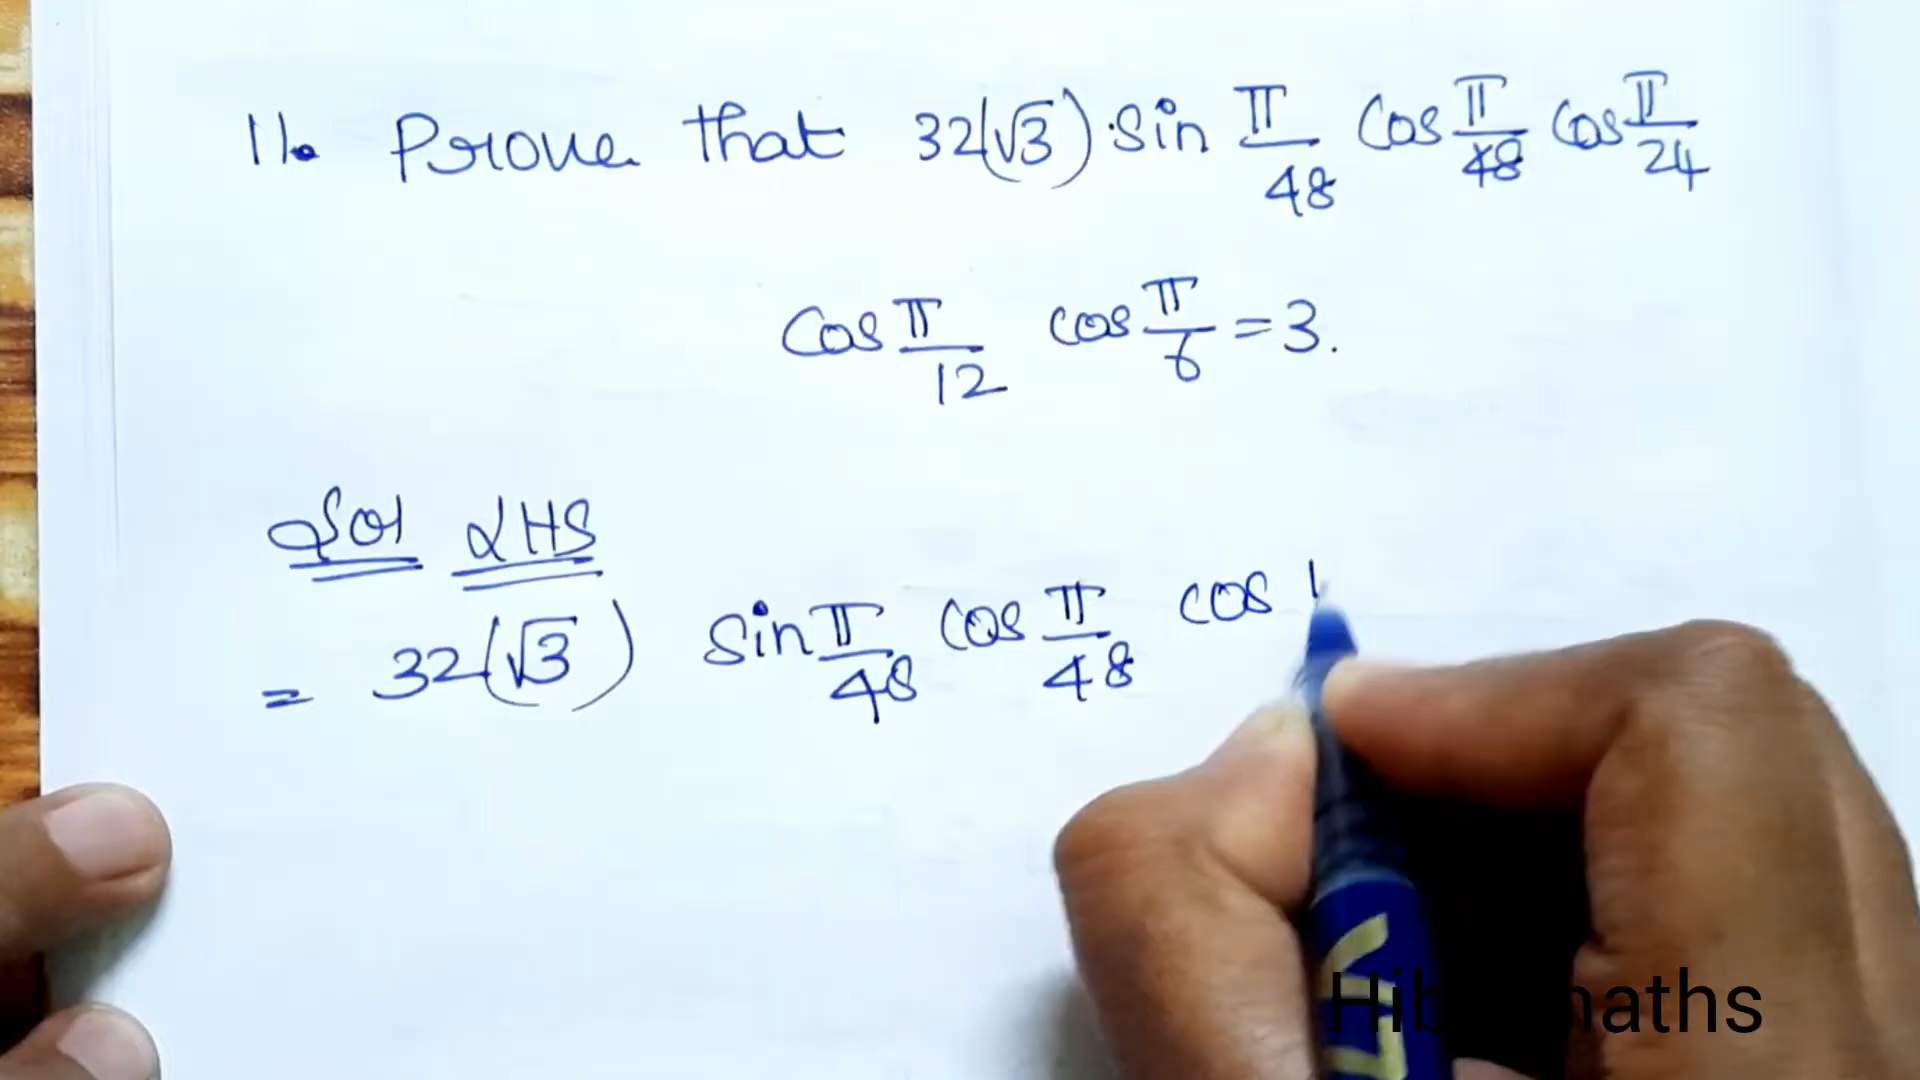 11. Prove that 32(√3) · sin π/48 cos π/48 cos π/24
cos π/12 cos π/6 = 3.
Sol LHS
= 32(√3) sin π/48 cos π/48 cos
V7